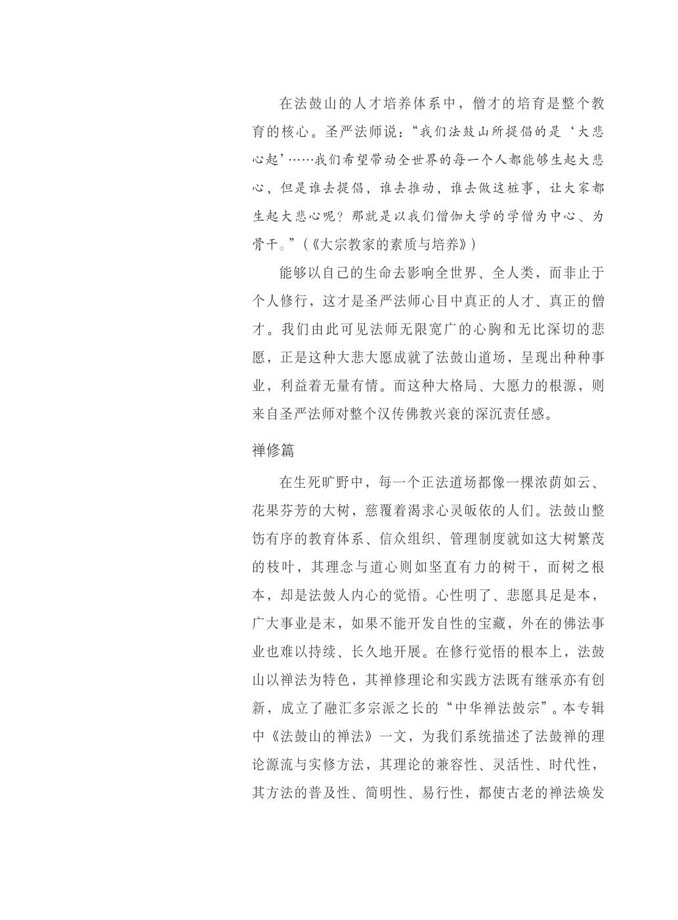 在法鼓山的人才培养体系中，僧才的培育是整个教
育的核心。圣严法师说：“我们法鼓山所提倡的是‘大悲
心起’……我们希望带动全世界的每一个人都能够生起大悲
心，但是谁去提倡，谁去推动，谁去做这桩事，让大家都
生起大悲心呢？那就是以我们僧伽大学的学僧为中心、为
骨干。”（《大宗教家的素质与培养》）
能够以自己的生命去影响全世界、全人类，而非止于
个人修行，这才是圣严法师心目中真正的人才、真正的僧
才。我们由此可见法师无限宽广的心胸和无比深切的悲
愿，正是这种大悲大愿成就了法鼓山道场，呈现出种种事
业，利益着无量有情。而这种大格局、大愿力的根源，则
来自圣严法师对整个汉传佛教兴衰的深沉责任感。
禅修篇
在生死旷野中，每一个正法道场都像一棵浓荫如云、
花果芬芳的大树，慈覆着渴求心灵皈依的人们。法鼓山整
饬有序的教育体系、信众组织、管理制度就如这大树繁茂
的枝叶，其理念与道心则如坚直有力的树干，而树之根
本，却是法鼓人内心的觉悟。心性明了、悲愿具足是本，
广大事业是末，如果不能开发自性的宝藏，外在的佛法事
业也难以持续、长久地开展。在修行觉悟的根本上，法鼓
山以禅法为特色，其禅修理论和实践方法既有继承亦有创
新，成立了融汇多宗派之长的“中华禅法鼓宗”。本专辑
中《法鼓山的禅法》一文，为我们系统描述了法鼓禅的理
论源流与实修方法，其理论的兼容性、灵活性、时代性，
其方法的普及性、简明性、易行性，都使古老的禅法焕发